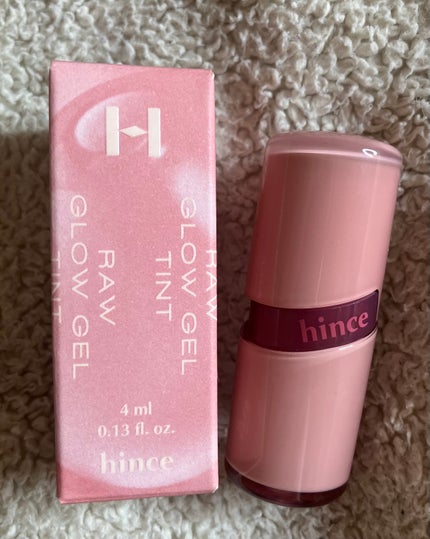 H
RAW
GLOW GEL
TINT
RAW
GLOW GEL
TINT
4 ml
0.13 fl. oz.
hince
hince